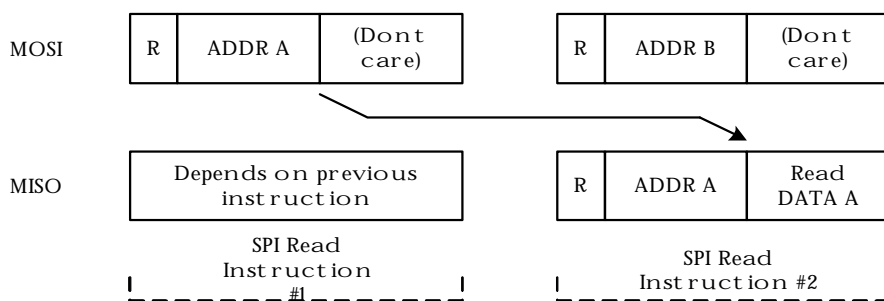 MOSI
R
ADDR A
(Dont
care)
R
ADDR B
(Dont
care)
MISO
Depends on previous
instruction
R
ADDR A
Read
DATA A
SPI Read
Instruction
#1
SPI Read
Instruction #2